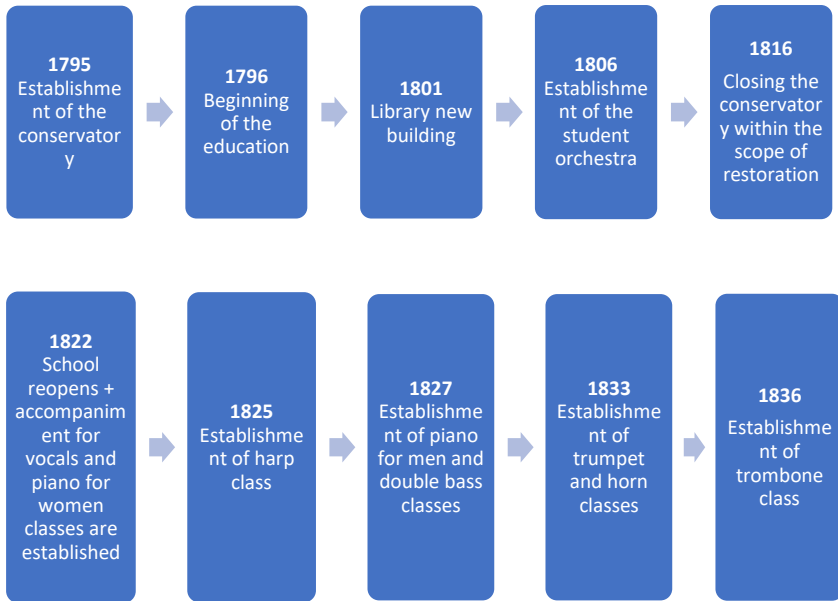 1795
Establishme
nt of the
conservator
y
1796
Beginning
of the
education
1801
Library new
building
1806
Establishme
nt of the
student
orchestra
1816
Closing the
conservator
y within the
scope of
restoration
1822
School
reopens +
accompanim
ent for
vocals and
piano for
women
classes are
established
1825
Establishme
nt of harp
class
1827
Establishme
nt of piano
for men and
double bass
classes
1833
Establishme
nt of
trumpet
and horn
classes
1836
Establishme
nt of
trombone
class